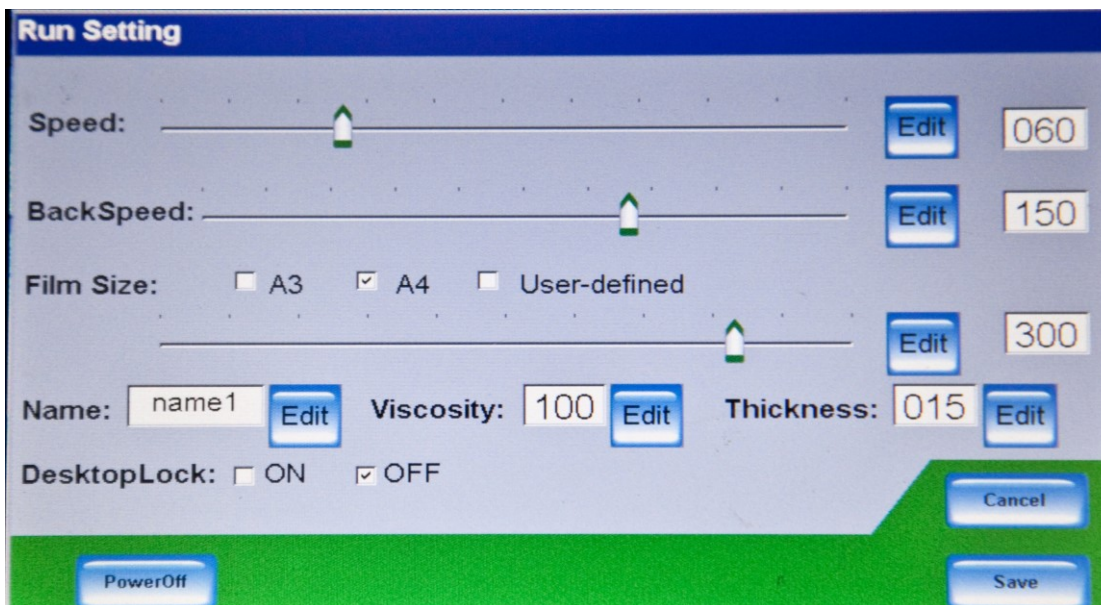 Run Setting
Speed: Edit 060
BackSpeed: Edit 150
Film Size: A3 A4 User-defined
Edit 300
Name: name1 Edit Viscosity: 100 Edit Thickness: 015 Edit
DesktopLock: ON OFF
Cancel
PowerOff Save